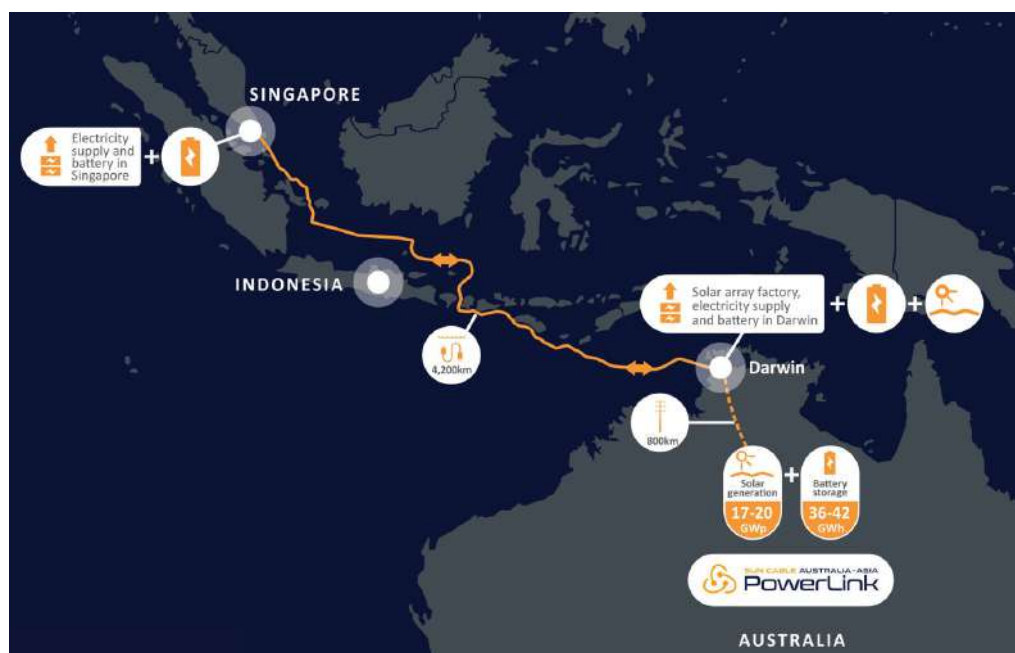 SINGAPORE
Electricity
supply and
battery in
Singapore
+
INDONESIA
4,200km
Solar array factory,
electricity supply
and battery in Darwin
+
+
Darwin
800km
Solar
generation
17-20
GWp
+
Battery
storage
36-42
GWh
SUN CABLE AUSTRALIA-ASIA
PowerLink
AUSTRALIA